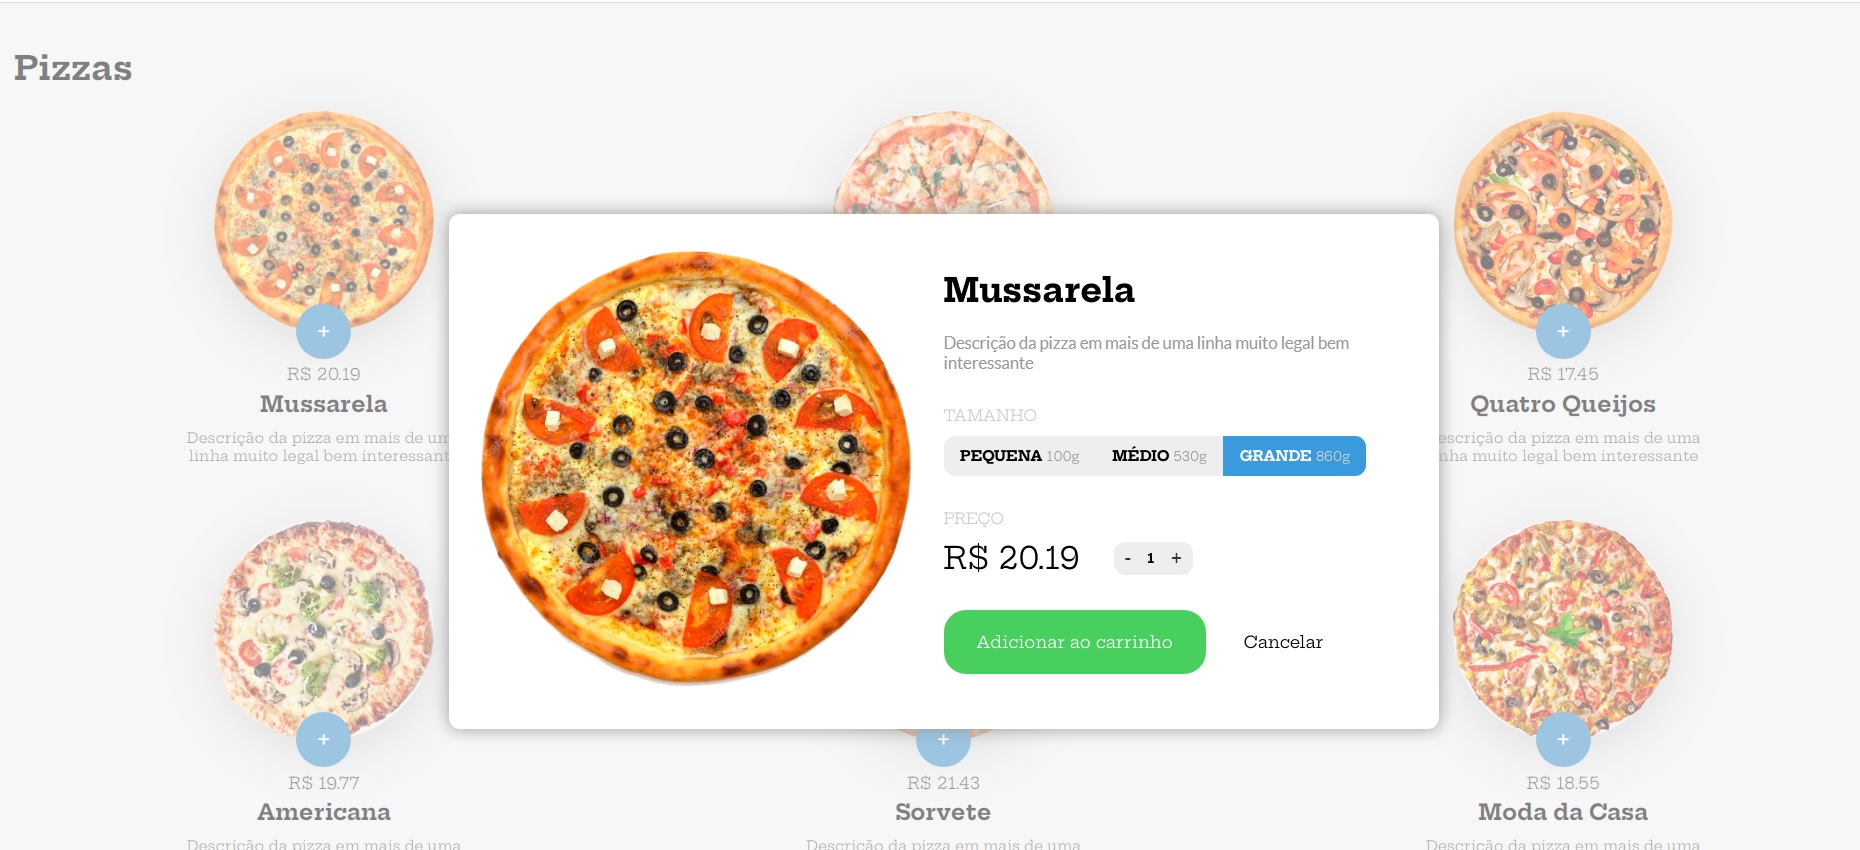 Pizzas
+
R$ 20.19
Mussarela
Descrição da pizza em mais de um
linha muito legal bem interessant
Mussarela
Descrição da pizza em mais de uma linha muito legal bem
interessante
TAMANHO
PEQUENA 100g MÉDIO 530g GRANDE 860g
PREÇO
R$ 20.19 - 1 +
Adicionar ao carrinho Cancelar
+
R$ 17.45
Quatro Queijos
escrição da pizza em mais de uma
nha muito legal bem interessante
+
R$ 19.77
Americana
Descrição da pizza em mais de uma
+
R$ 21.43
Sorvete
Descrição da pizza em mais de uma
+
R$ 18.55
Moda da Casa
Descrição da pizza em mais de uma